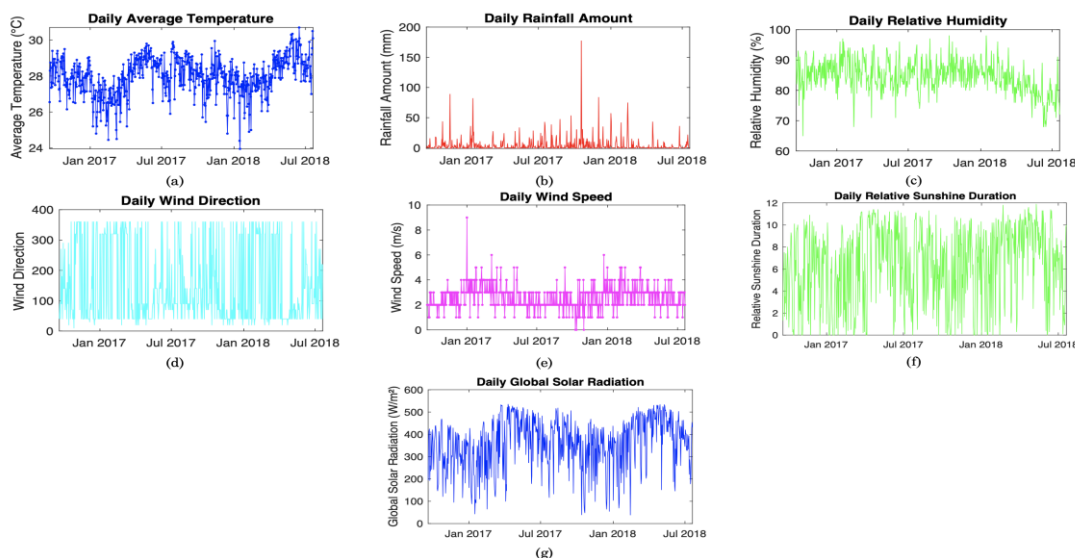 Daily Average Temperature
Average Temperature (°C)
30
28
26
24
Jan 2017 Jul 2017 Jan 2018 Jul 2018
(a)
Daily Rainfall Amount
Rainfall Amount (mm)
200
150
100
50
0
Jan 2017 Jul 2017 Jan 2018 Jul 2018
(b)
Daily Relative Humidity
Relative Humidity (%)
100
90
80
70
60
Jan 2017 Jul 2017 Jan 2018 Jul 2018
(c)
Daily Wind Direction
Wind Direction
400
300
200
100
0
Jan 2017 Jul 2017 Jan 2018 Jul 2018
(d)
Daily Wind Speed
Wind Speed (m/s)
10
8
6
4
2
0
Jan 2017 Jul 2017 Jan 2018 Jul 2018
(e)
Daily Relative Sunshine Duration
Relative Sunshine Duration
12
10
8
6
4
2
0
Jan 2017 Jul 2017 Jan 2018 Jul 2018
(f)
Daily Global Solar Radiation
Global Solar Radiation (W/m²)
600
500
400
300
200
100
0
Jan 2017 Jul 2017 Jan 2018 Jul 2018
(g)